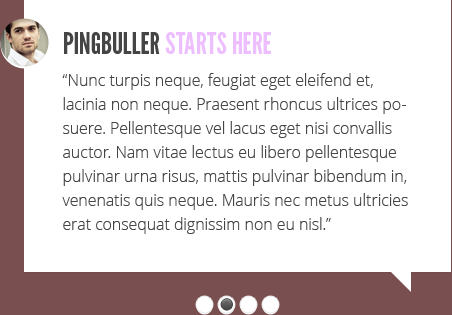 PINGBULLER STARTS HERE
“Nunc turpis neque, feugiat eget eleifend et,
lacinia non neque. Praesent rhoncus ultrices po-
suere. Pellentesque vel lacus eget nisi convallis
auctor. Nam vitae lectus eu libero pellentesque
pulvinar urna risus, mattis pulvinar bibendum in,
venenatis quis neque. Mauris nec metus ultricies
erat consequat dignissim non eu nisl.”